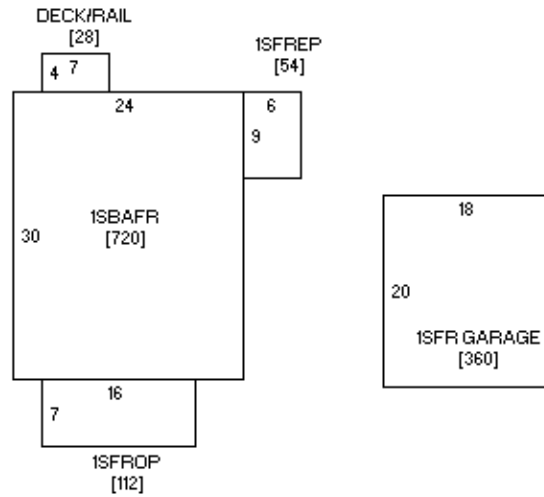 DECK/RAIL
[28]
4 7
1SFREP
[54]
24
6
9
1SBAFR
[720]
30
18
20
1SFR GARAGE
[360]
16
7
1SFROP
[112]